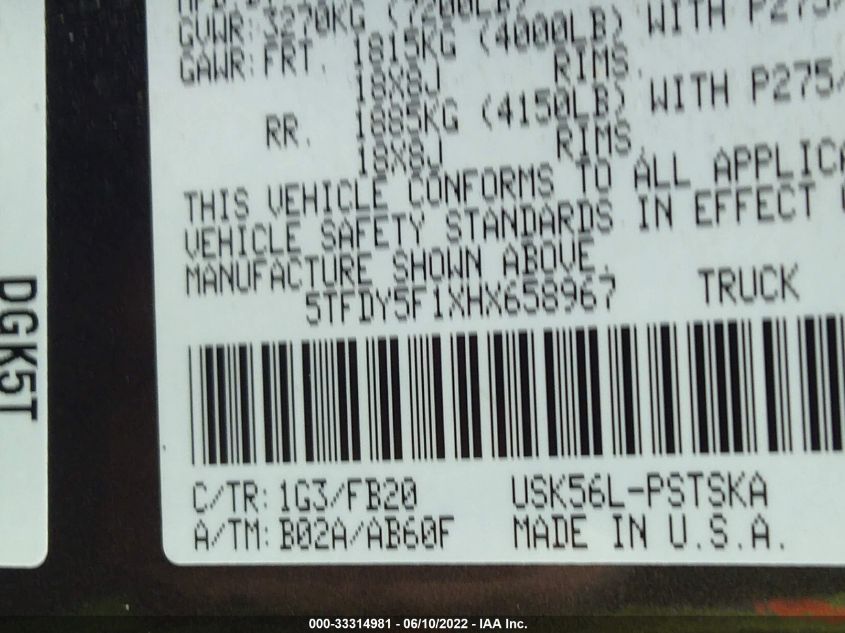 GVWR: 3270KG (7200LB)
GAWR: FRT. 1815KG (4000LB) WITH P275/
18X8J RIMS.
RR. 1885KG (4150LB) WITH P275/
18X8J RIMS
THIS VEHICLE CONFORMS TO ALL APPLICA
VEHICLE SAFETY STANDARDS IN EFFECT
MANUFACTURE SHOWN ABOVE.
5TFDY5F1XHX658967 TRUCK
C/TR: 1G3/FB20 USK56L-PSTSKA
A/TM: B02A/AB60F MADE IN U.S.A.
DGK5T
000-33314981 - 06/10/2022 - IAA Inc.